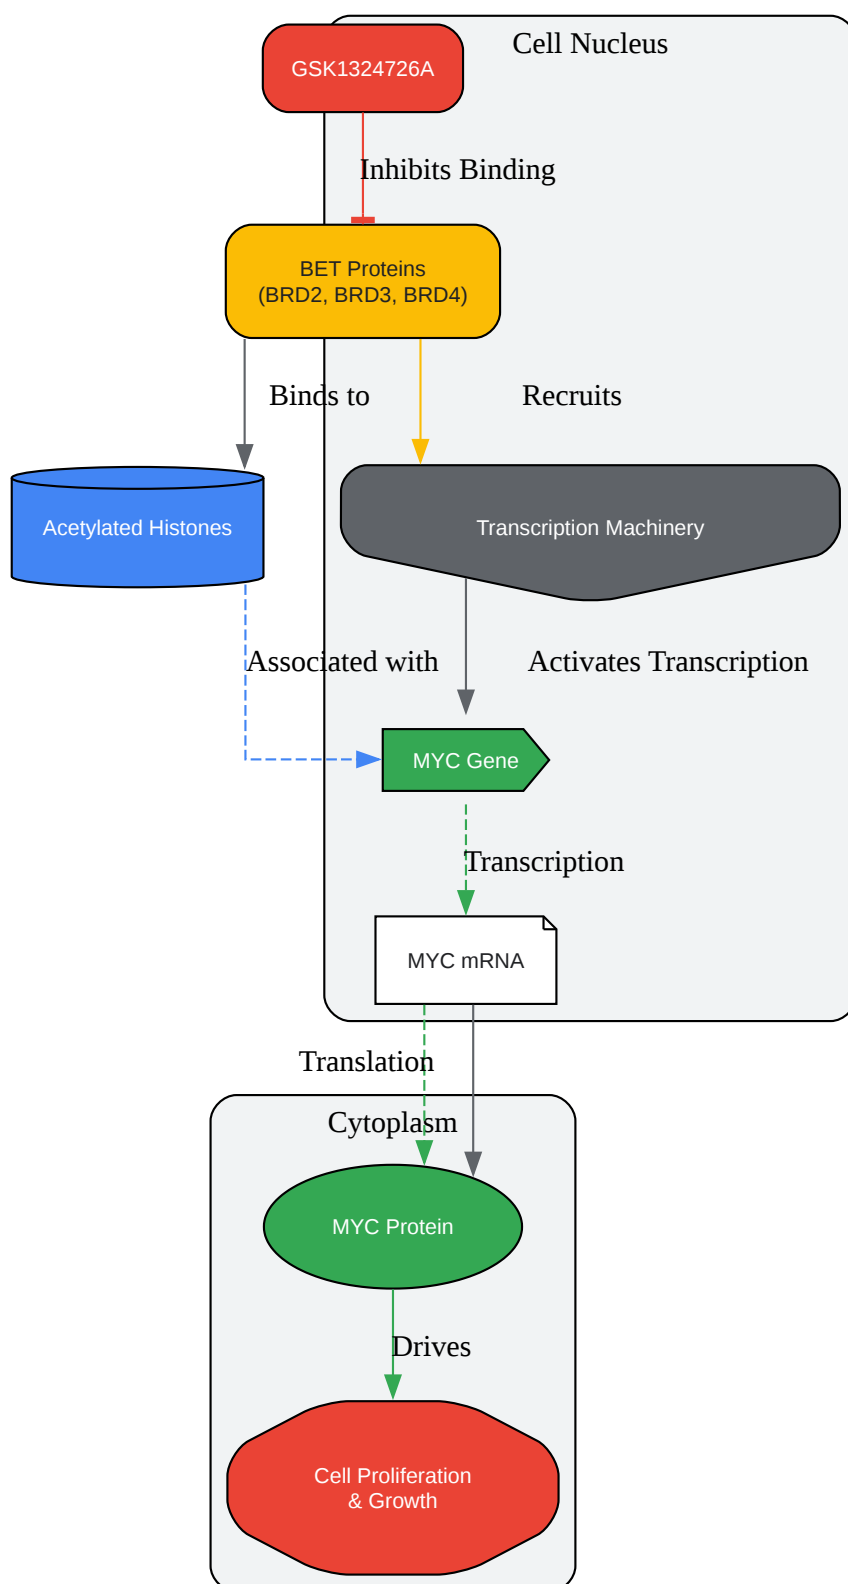 Cell Nucleus
GSK1324726A
Inhibits Binding
BET Proteins
(BRD2, BRD3, BRD4)
Binds to
Recruits
Acetylated Histones
Transcription Machinery
Associated with
Activates Transcription
MYC Gene
Transcription
MYC mRNA
Translation
Cytoplasm
MYC Protein
Drives
Cell Proliferation
& Growth